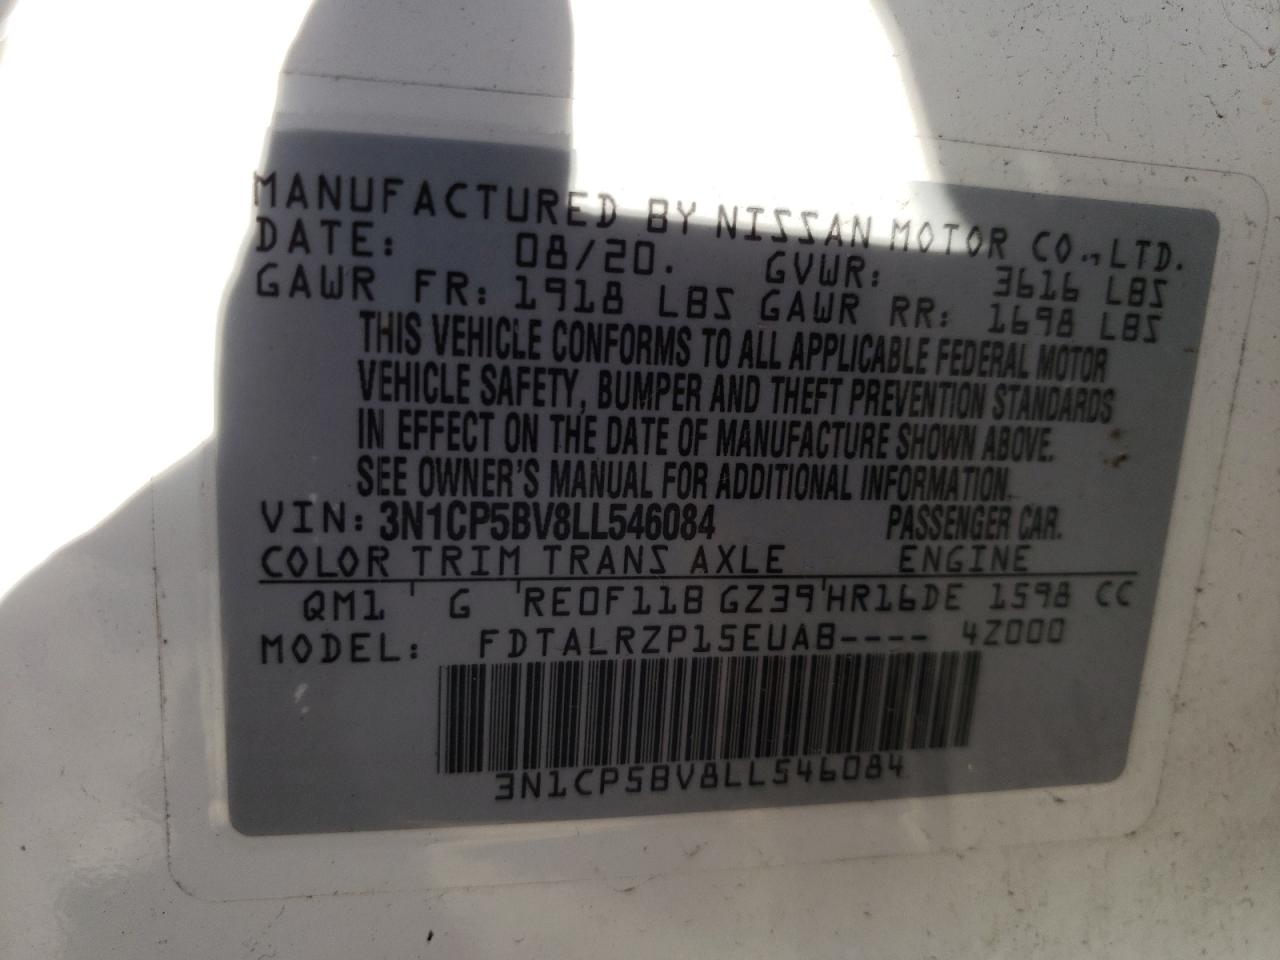 MANUFACTURED BY NISSAN MOTOR CO.,LTD.
DATE: 08/20. GVWR: 3616 LBS
GAWR FR: 1918 LBS GAWR RR: 1698 LBS
THIS VEHICLE CONFORMS TO ALL APPLICABLE FEDERAL MOTOR
VEHICLE SAFETY, BUMPER AND THEFT PREVENTION STANDARDS
IN EFFECT ON THE DATE OF MANUFACTURE SHOWN ABOVE.
SEE OWNER'S MANUAL FOR ADDITIONAL INFORMATION.
VIN: 3N1CP5BV8LL546084 PASSENGER CAR.
COLOR TRIM TRANS AXLE ENGINE
QM1 G RE0F11B GZ39 HR16DE 1598 CC
MODEL: FDTALRZP15EUAB---- 4Z000
3N1CP5BV8LL546084